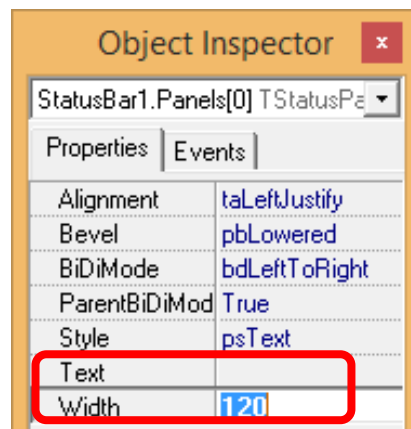 Object Inspector x
StatusBar1.Panels[0] TStatusPa
Properties Events
Alignment taLeftJustify
Bevel pbLowered
BiDiMode bdLeftToRight
ParentBiDiMod True
Style psText
Text
Width 120